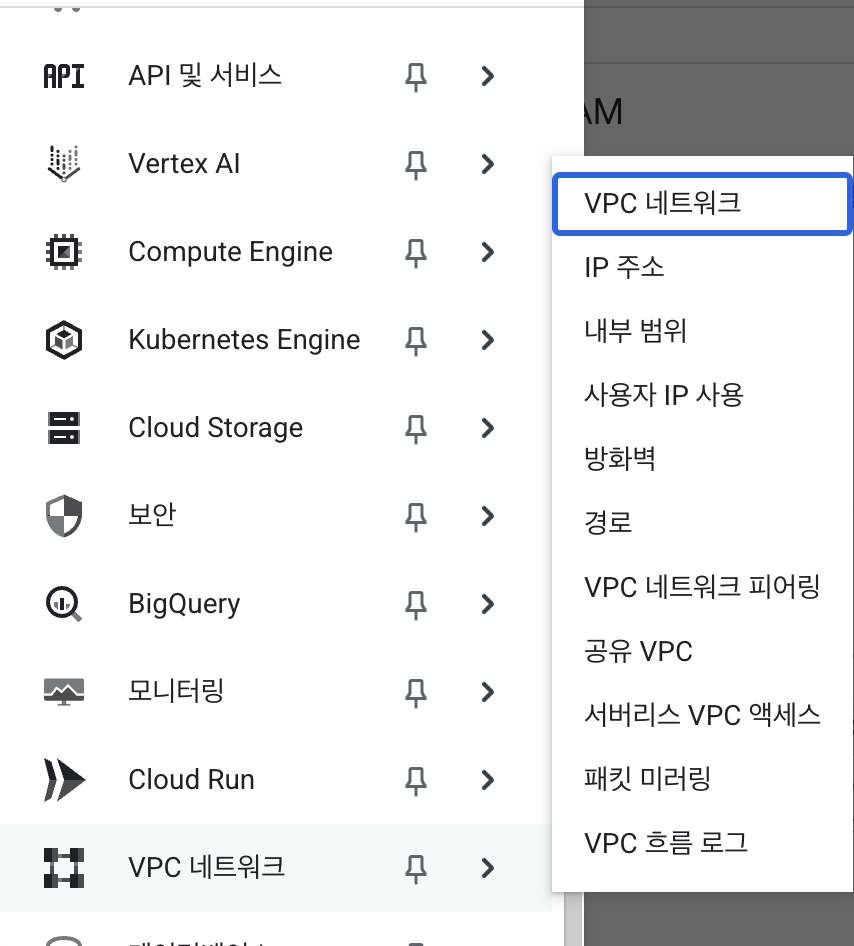 API API 및 서비스
Vertex AI
Compute Engine
Kubernetes Engine
Cloud Storage
보안
BigQuery
모니터링
Cloud Run
VPC 네트워크
AM
VPC 네트워크
IP 주소
내부 범위
사용자 IP 사용
방화벽
경로
VPC 네트워크 피어링
공유 VPC
서버리스 VPC 액세스
패킷 미러링
VPC 흐름 로그